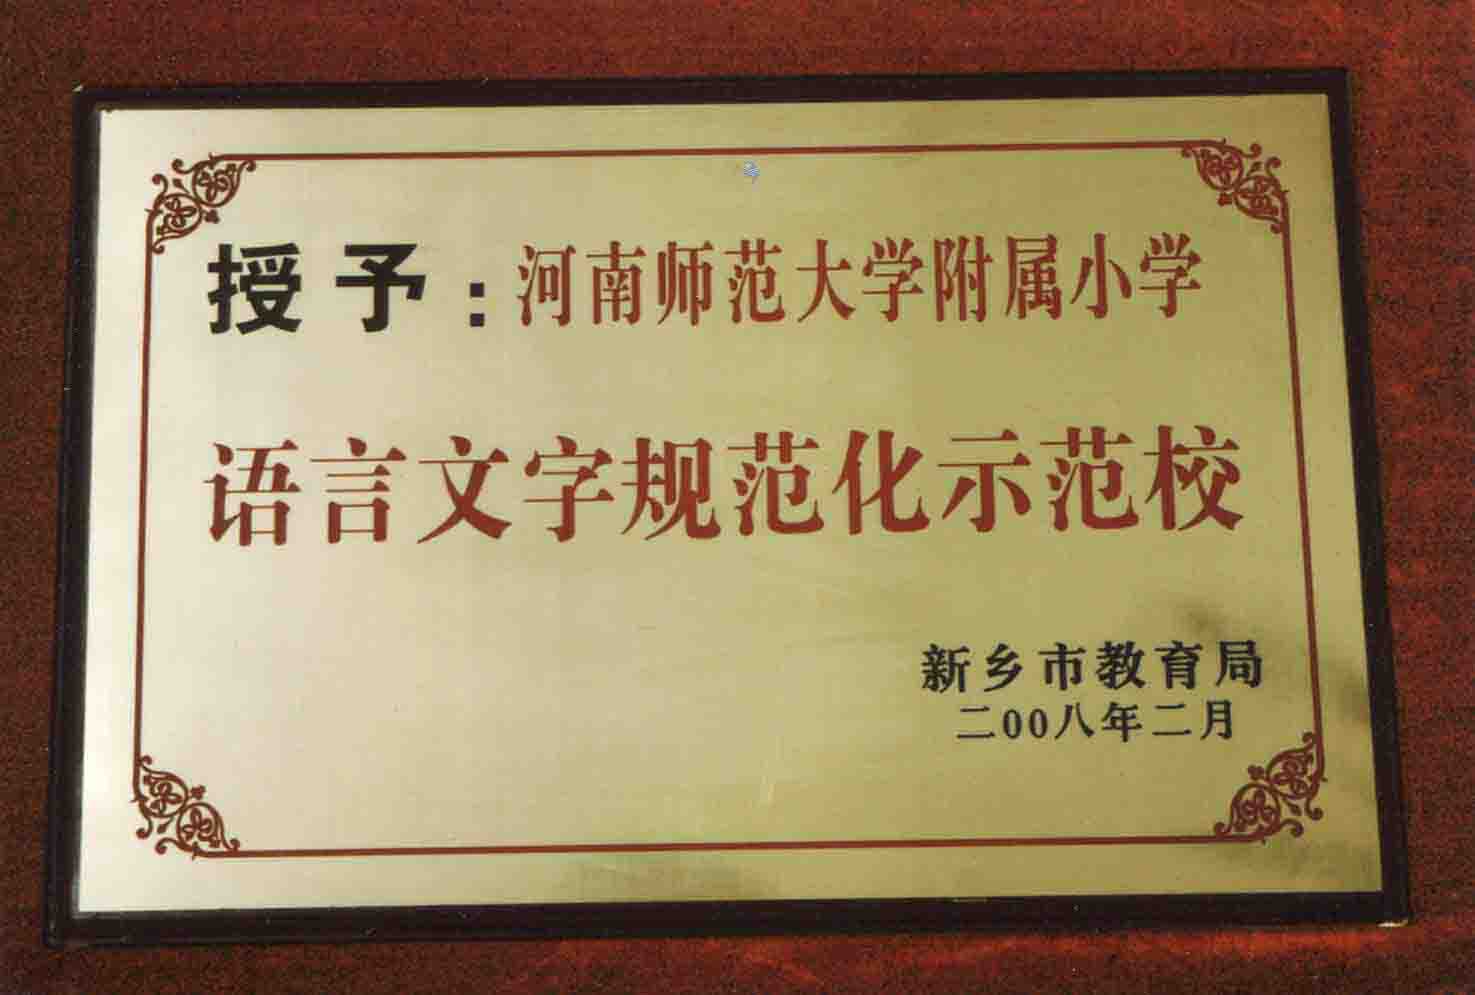 授予：河南师范大学附属小学
语言文字规范化示范校
新乡市教育局
二00八年二月